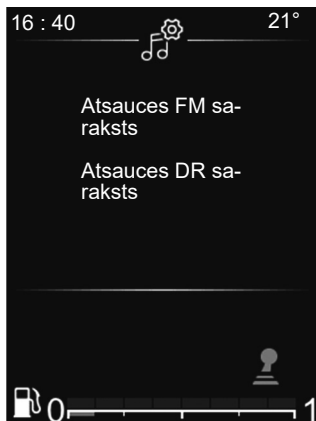 16 : 40 21°
Atsauces FM sa-
raksts
Atsauces DR sa-
raksts
0 1